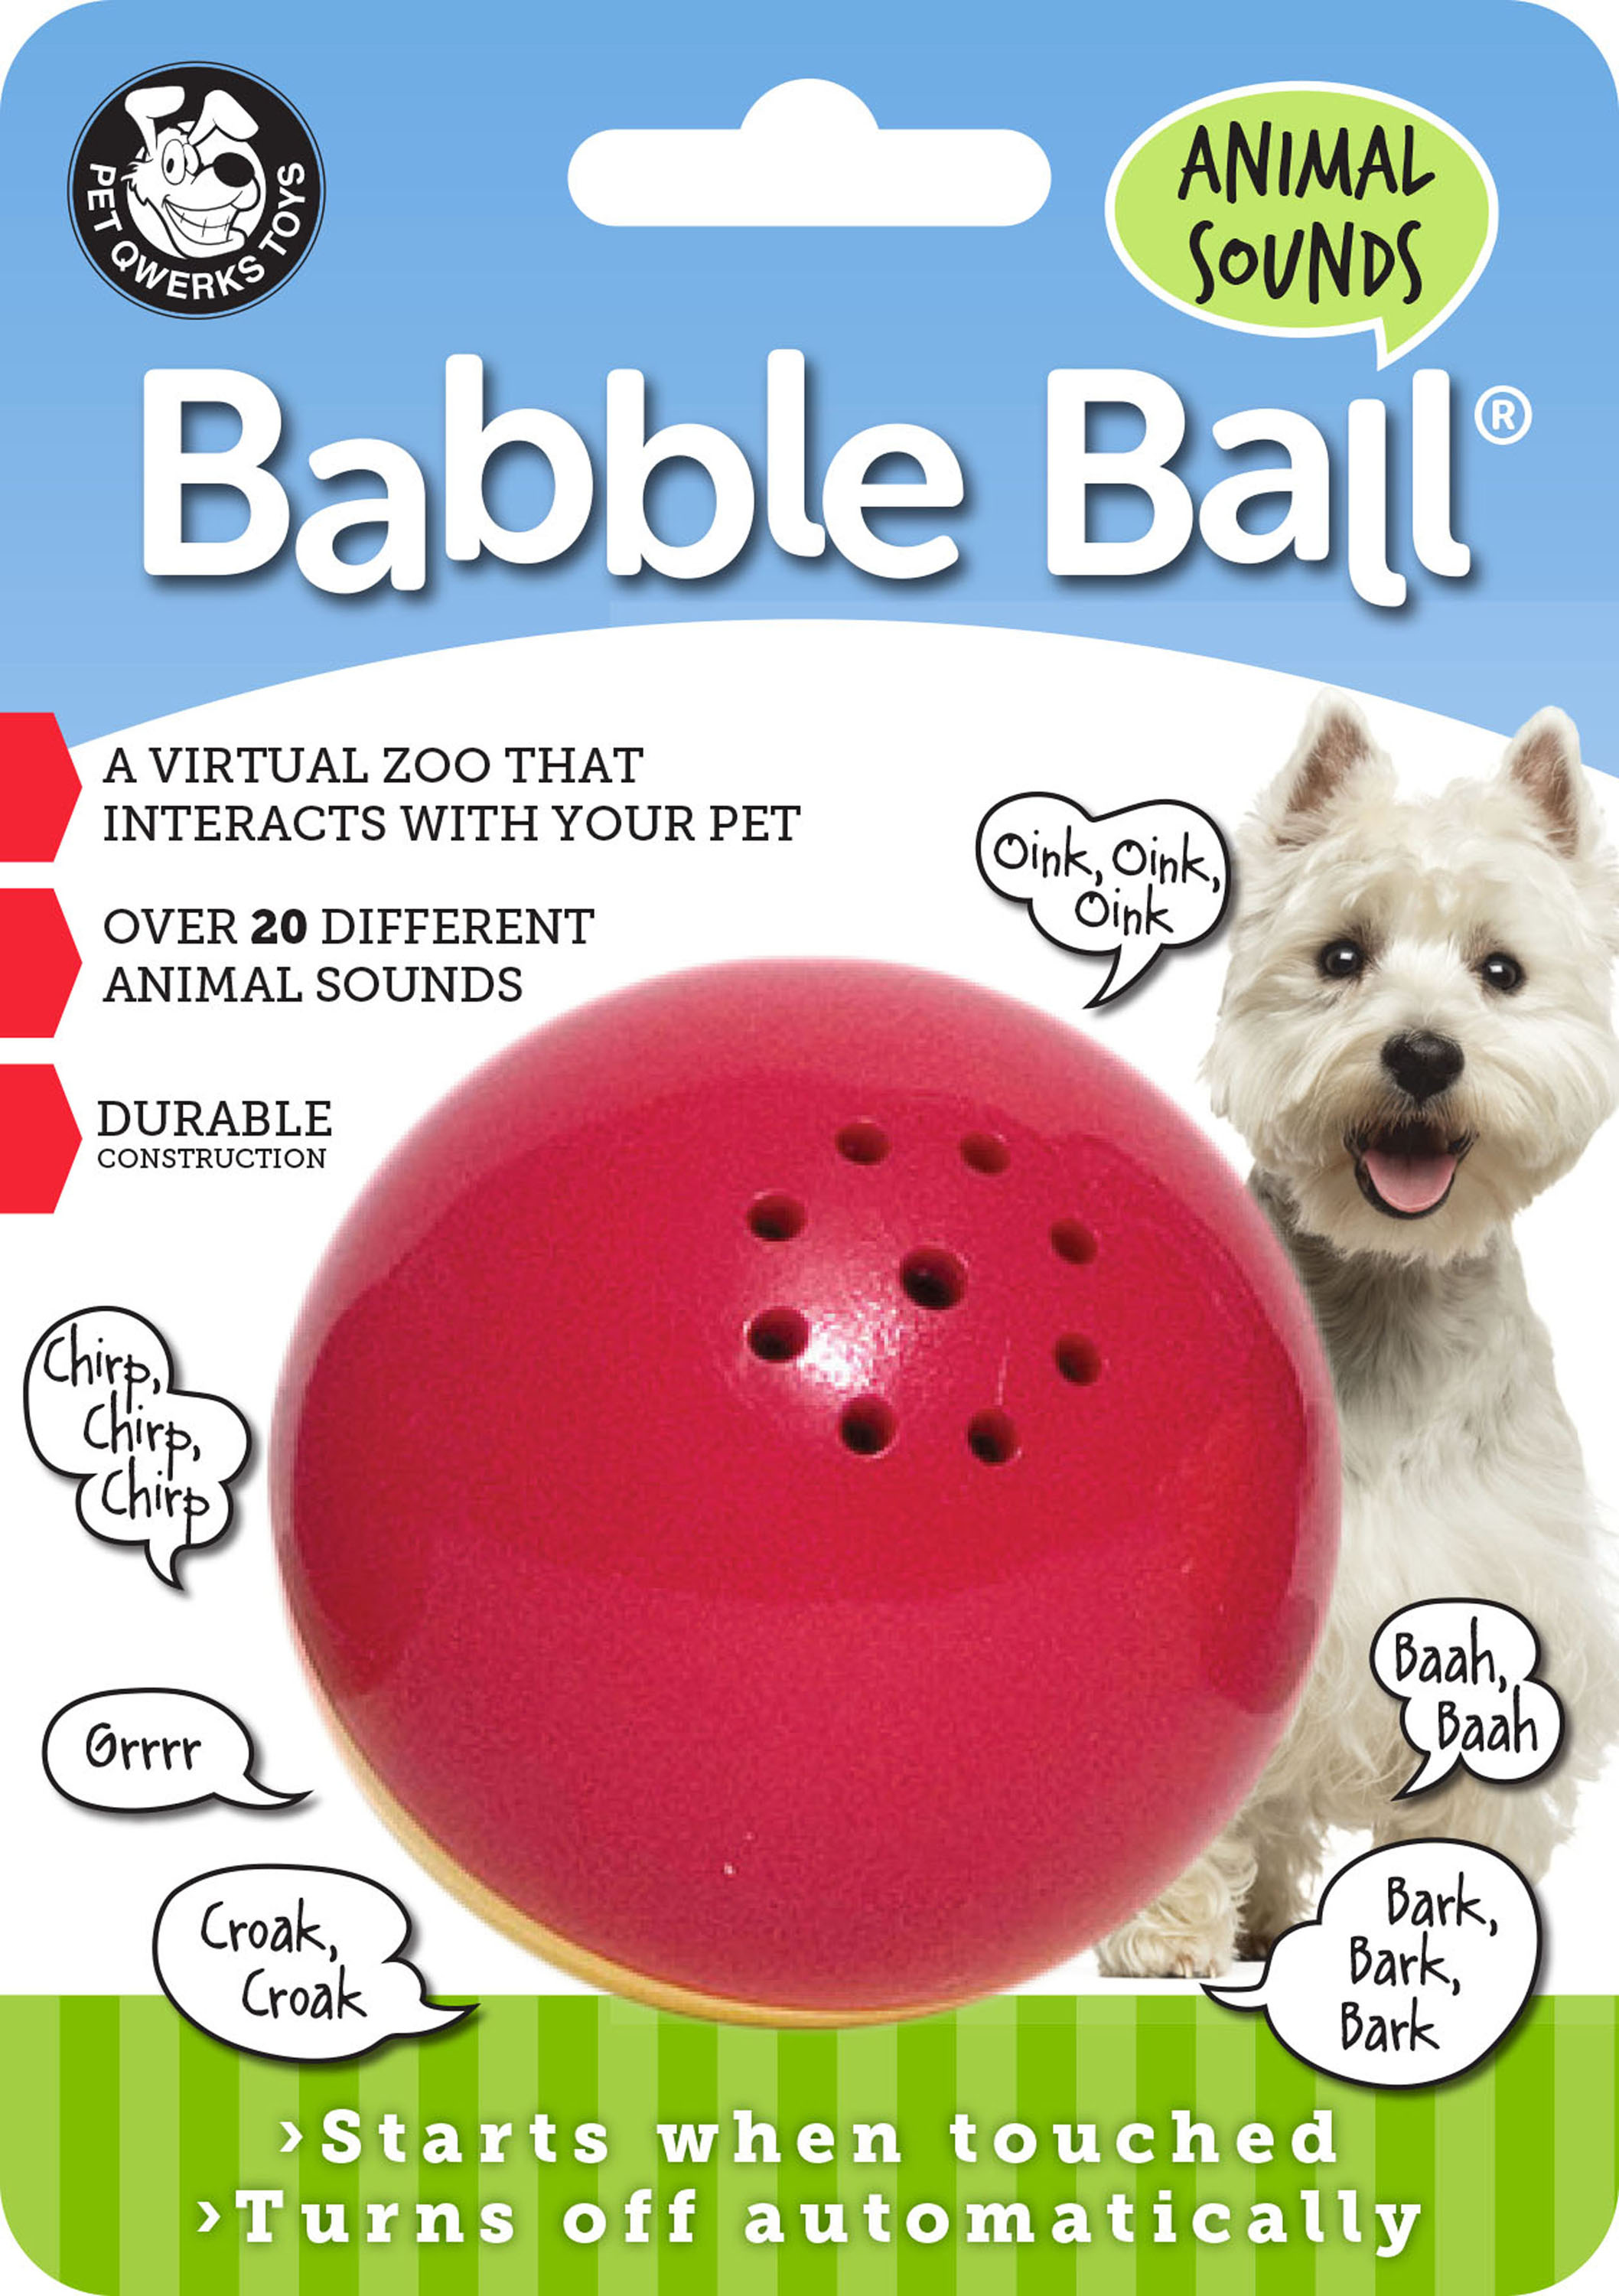 PET QWERKS TOYS
ANIMAL
SOUNDS
Babble Ball®
A VIRTUAL ZOO THAT
INTERACTS WITH YOUR PET
OVER 20 DIFFERENT
ANIMAL SOUNDS
DURABLE
CONSTRUCTION
Oink, Oink,
Oink
Chirp,
Chirp,
Chirp
Grrrr
Croak,
Croak
Baah,
Baah
Bark,
Bark,
Bark
›Starts when touched
›Turns off automatically